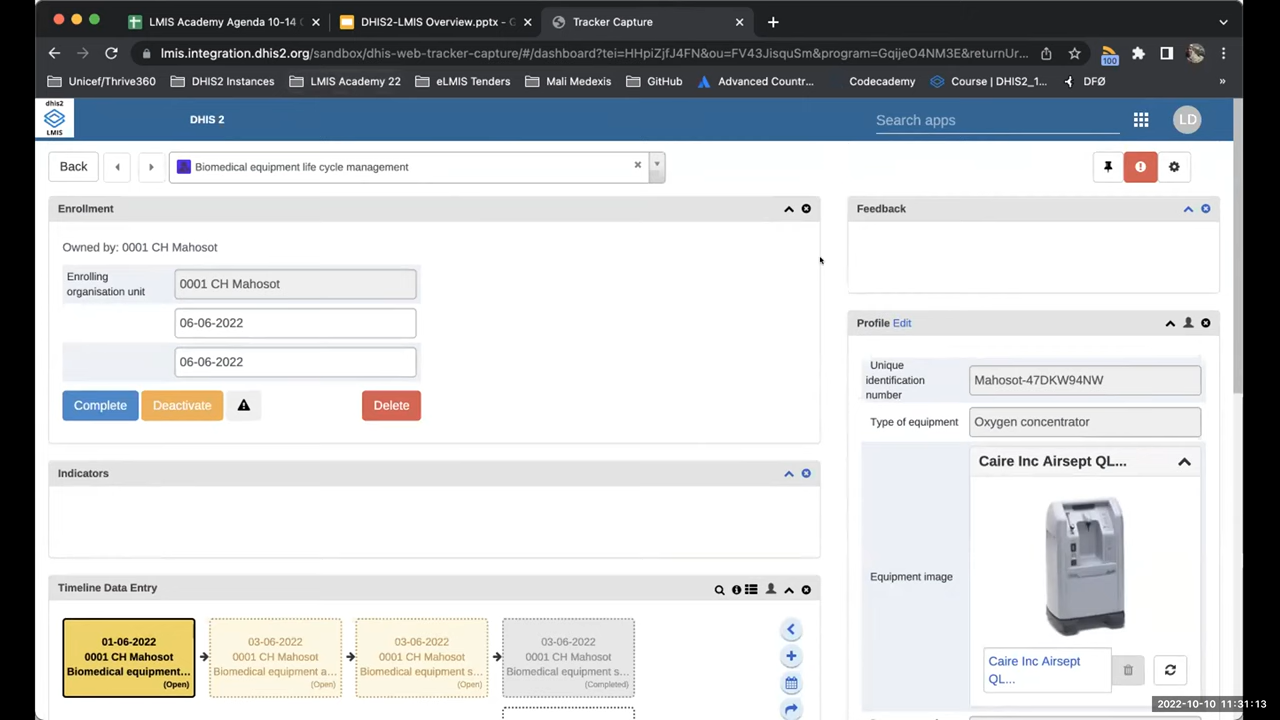 LMIS Academy Agenda 10-14 O
DHIS2-LMIS Overview.pptx - G
Tracker Capture
lmis.integration.dhis2.org/sandbox/dhis-web-tracker-capture/#/dashboard?tei=HHpiZjfJ4FN&ou=FV43JisquSm&program=GqijeO4NM3E&returnUr...
100
Unicef/Thrive360
DHIS2 Instances
LMIS Academy 22
eLMIS Tenders
Mali Medexis
GitHub
Advanced Countr...
Codecademy
Course | DHIS2_1...
DFØ
»
dhis2
LMIS
DHIS 2
Search apps
LD
Back
Biomedical equipment life cycle management
Enrollment
Owned by: 0001 CH Mahosot
Enrolling
organisation unit
0001 CH Mahosot
06-06-2022
06-06-2022
Complete
Deactivate
Delete
Indicators
Timeline Data Entry
01-06-2022
0001 CH Mahosot
Biomedical equipment...
(Open)
03-06-2022
0001 CH Mahosot
Biomedical equipment a...
(Open)
03-06-2022
0001 CH Mahosot
Biomedical equipment s...
(Open)
03-06-2022
0001 CH Mahosot
Biomedical equipment s...
(Completed)
Feedback
Profile Edit
Unique
identification
number
Mahosot-47DKW94NW
Type of equipment
Oxygen concentrator
Caire Inc Airsept QL...
Equipment image
Caire Inc Airsept
QL...
2022-10-10 11:31:13